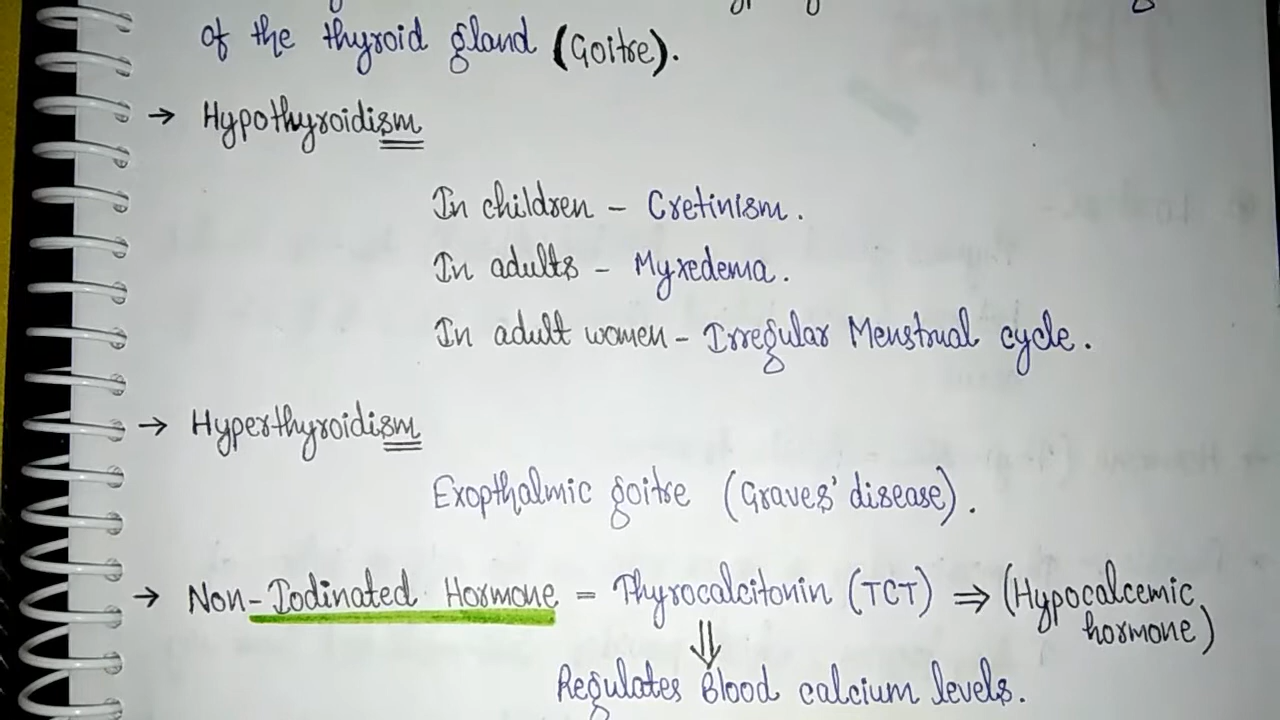 of the thyroid gland (Goitre).
→ Hypothyroidism
In children - Cretinism.
In adults - Myxedema.
In adult women - Irregular Menstrual cycle.
→ Hyperthyroidism
Exopthalmic goitre (Graves' disease).
→ Non-Iodinated Hormone = Thyrocalcitonin (TCT) ⇒ (Hypocalcemic
hormone)
⇓
Regulates Blood calcium levels.